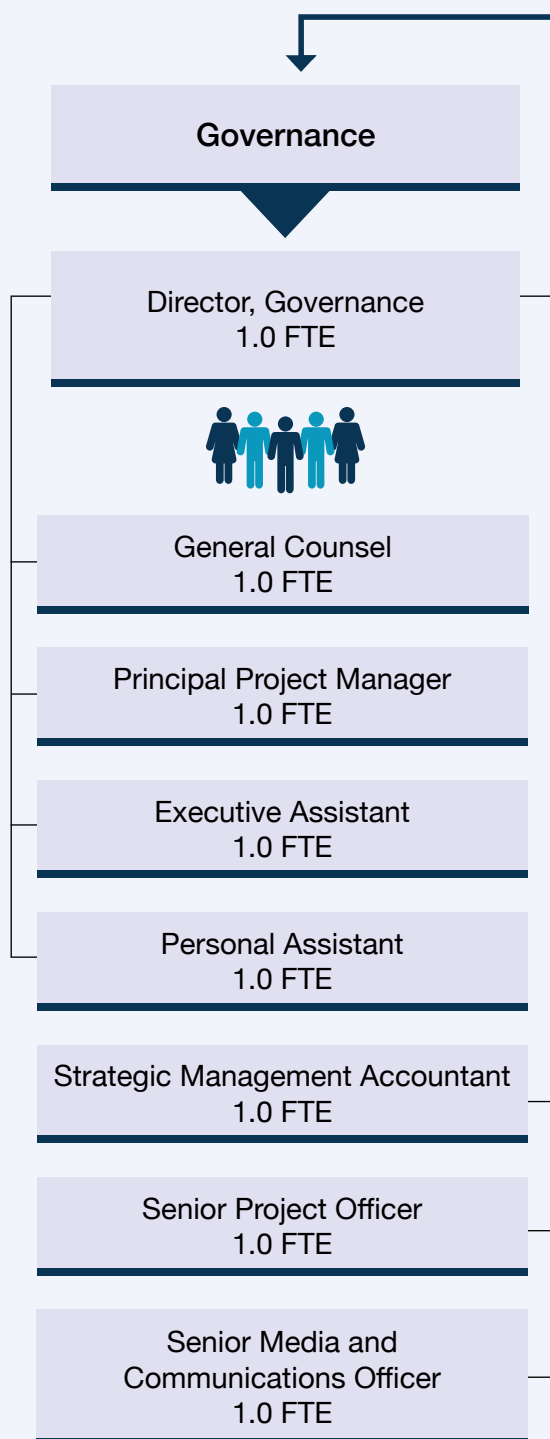 Governance
Director, Governance
1.0 FTE
General Counsel
1.0 FTE
Principal Project Manager
1.0 FTE
Executive Assistant
1.0 FTE
Personal Assistant
1.0 FTE
Strategic Management Accountant
1.0 FTE
Senior Project Officer
1.0 FTE
Senior Media and
Communications Officer
1.0 FTE